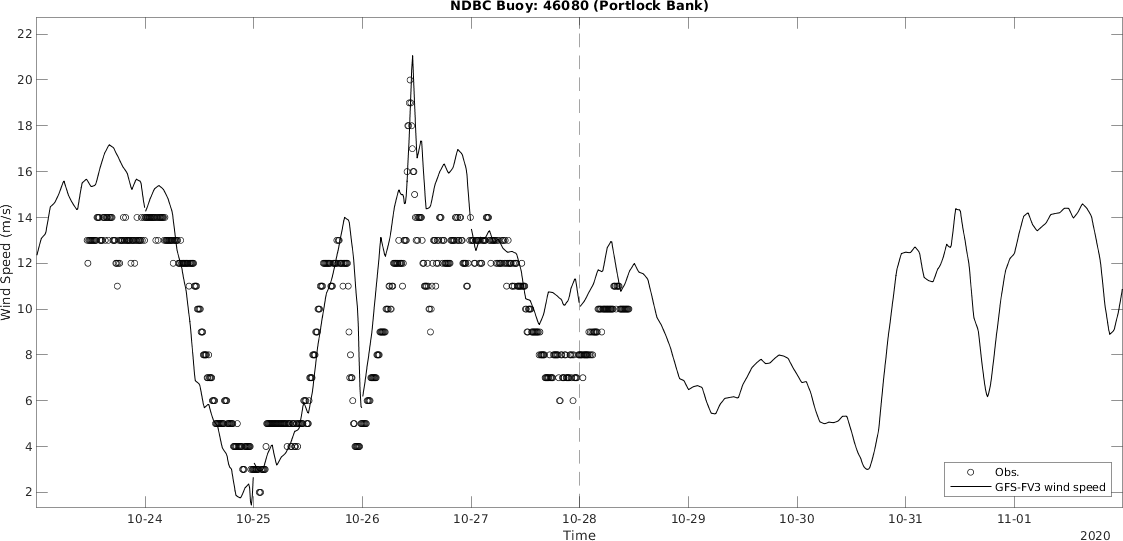 NDBC Buoy: 46080 (Portlock Bank)
22
20
18
16
14
12
10
8
6
4
2
Wind Speed (m/s)
10-24 10-25 10-26 10-27 10-28 10-29 10-30 10-31 11-01
Time
2020
Obs.
GFS-FV3 wind speed